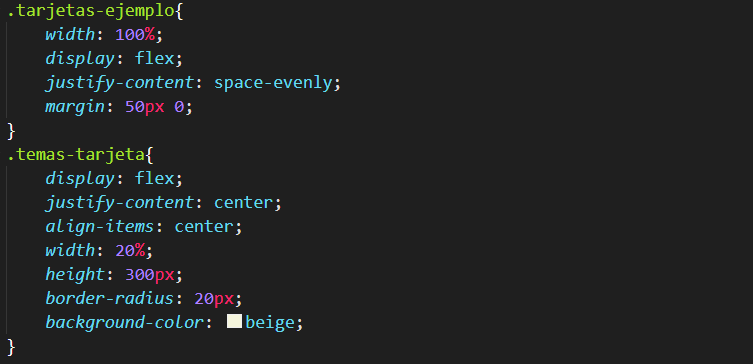 .tarjetas-ejemplo{
    width: 100%;
    display: flex;
    justify-content: space-evenly;
    margin: 50px 0;
}
.temas-tarjeta{
    display: flex;
    justify-content: center;
    align-items: center;
    width: 20%;
    height: 300px;
    border-radius: 20px;
    background-color: beige;
}